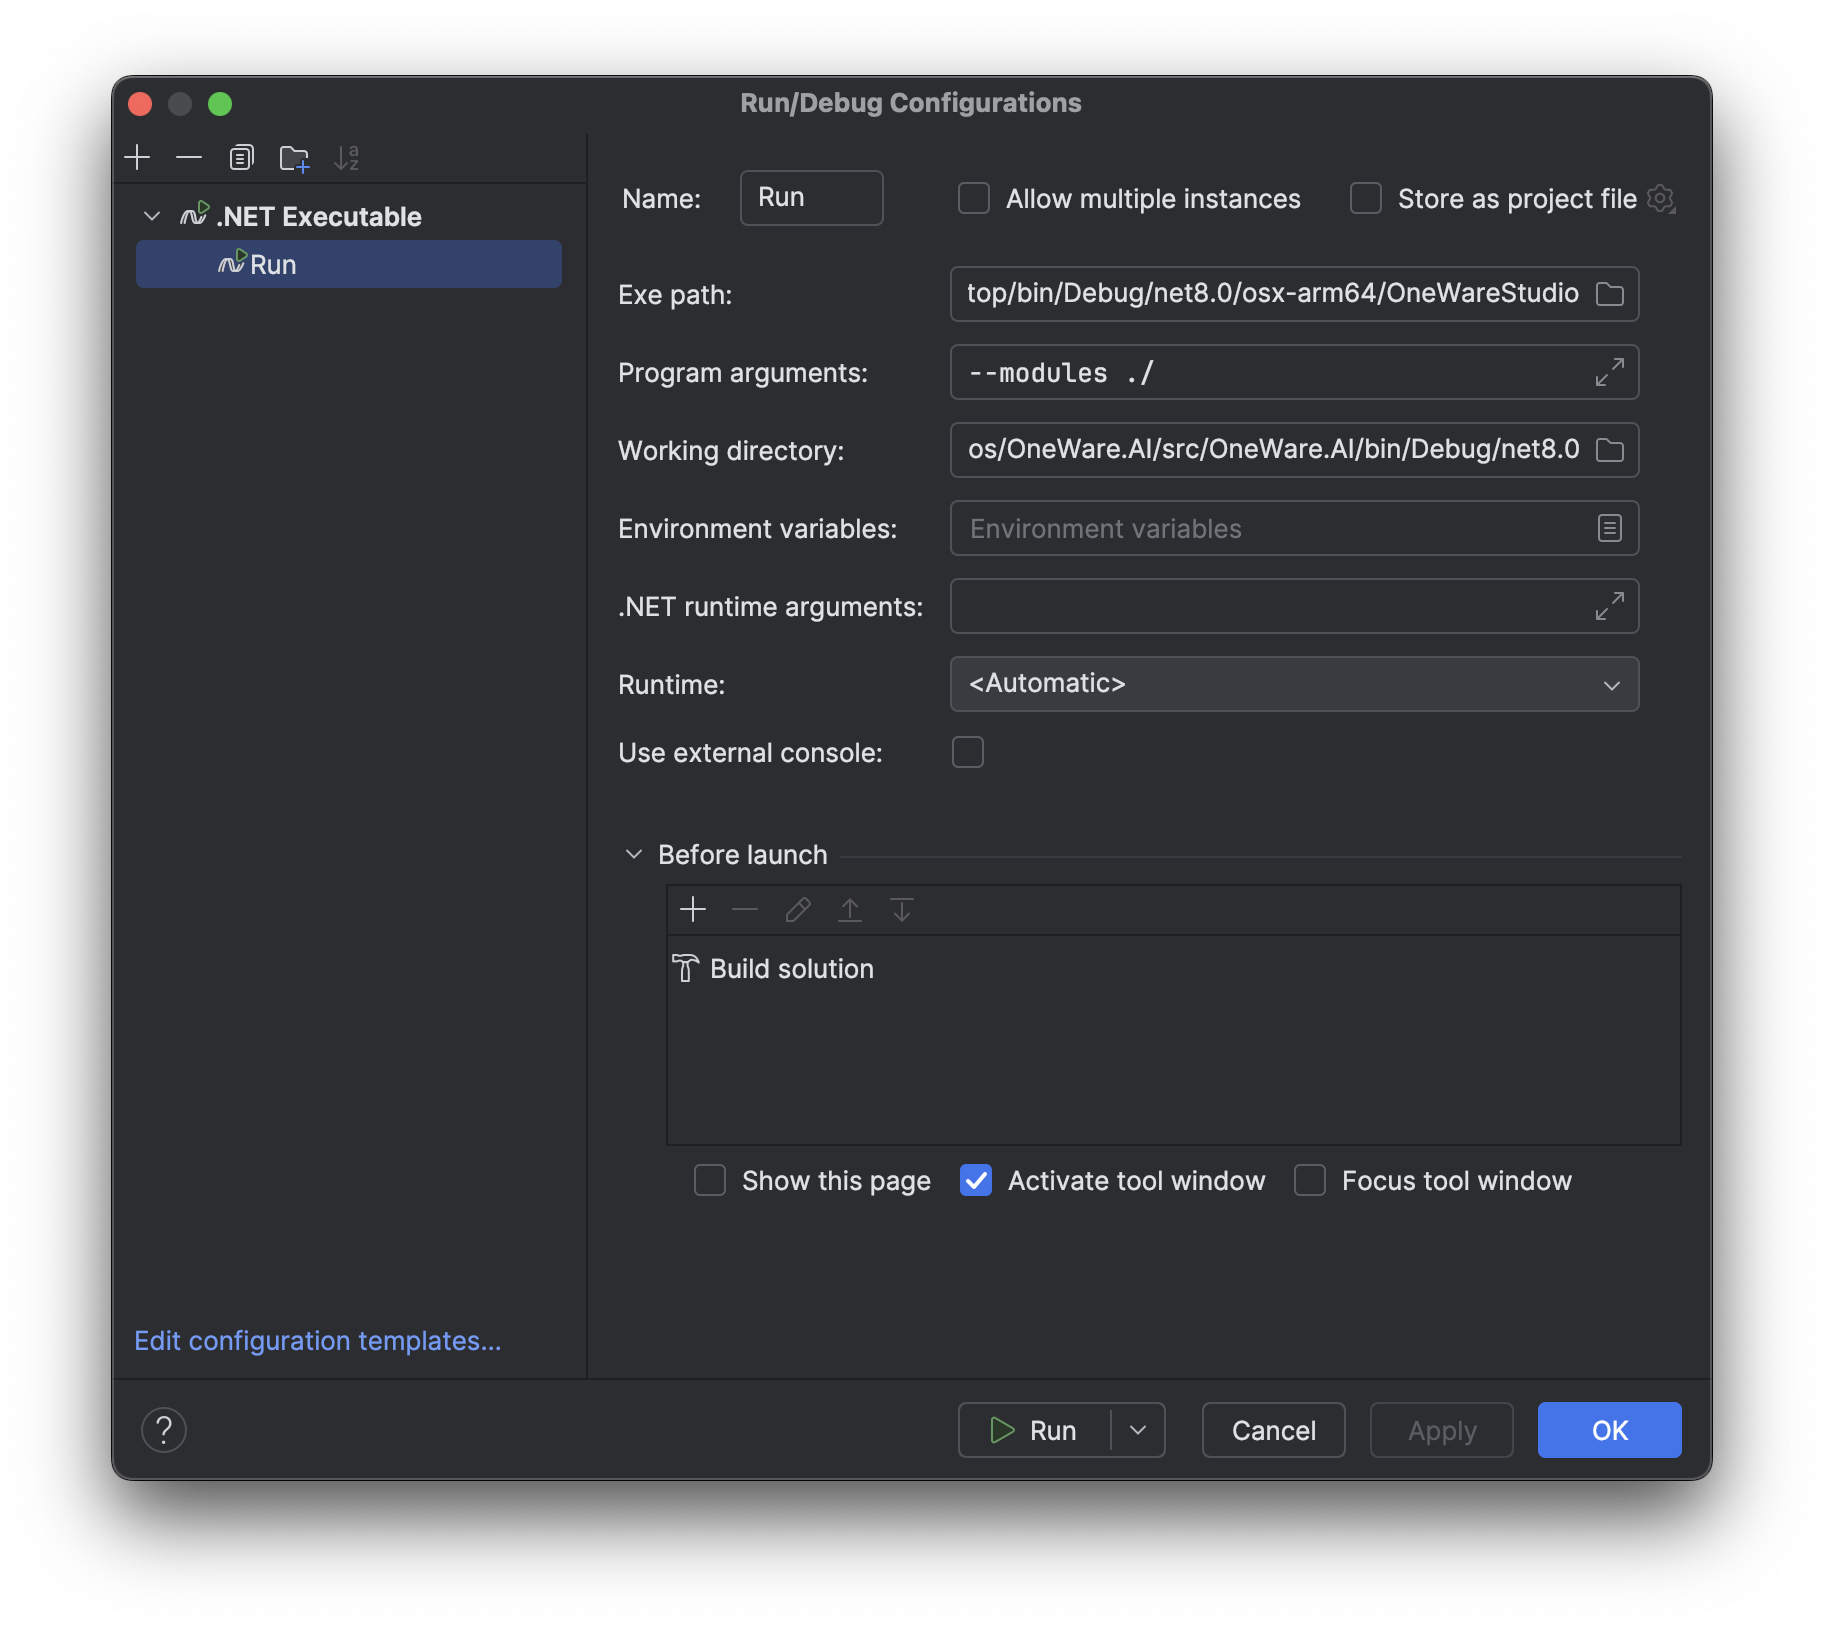 Run/Debug Configurations
.NET Executable
Run
Edit configuration templates...
Name: Run Allow multiple instances Store as project file
Exe path: top/bin/Debug/net8.0/osx-arm64/OneWareStudio
Program arguments: --modules ./
Working directory: os/OneWare.AI/src/OneWare.AI/bin/Debug/net8.0
Environment variables: Environment variables
.NET runtime arguments:
Runtime: <Automatic>
Use external console:
Before launch
Build solution
Show this page Activate tool window Focus tool window
? Run Cancel Apply OK